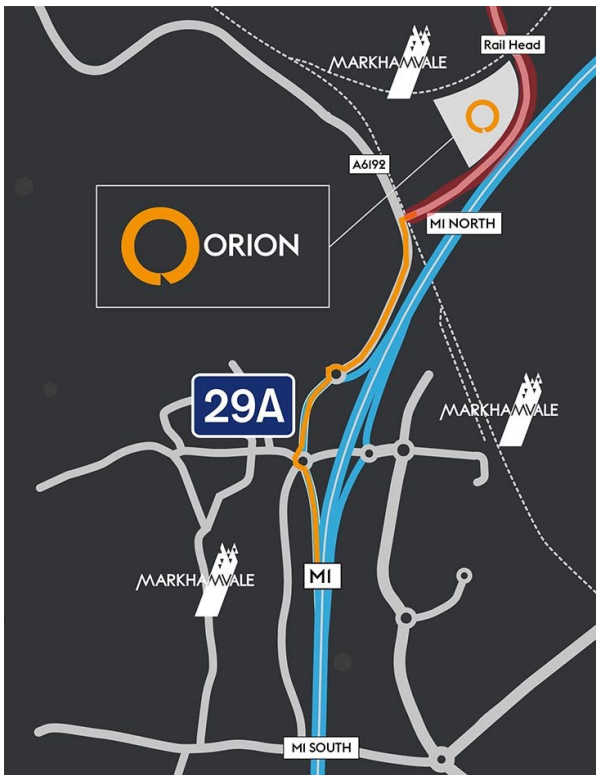 MARKHAMVALE
Rail Head
A6192
M1 NORTH
ORION
29A
MARKHAMVALE
MARKHAMVALE
M1
M1 SOUTH